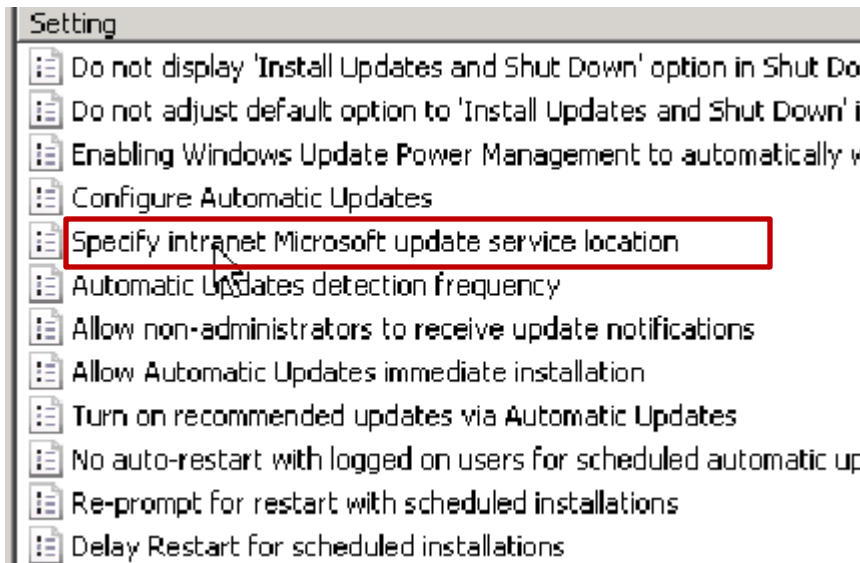 Setting
Do not display 'Install Updates and Shut Down' option in Shut Do
Do not adjust default option to 'Install Updates and Shut Down' i
Enabling Windows Update Power Management to automatically w
Configure Automatic Updates
Specify intranet Microsoft update service location
Automatic Updates detection frequency
Allow non-administrators to receive update notifications
Allow Automatic Updates immediate installation
Turn on recommended updates via Automatic Updates
No auto-restart with logged on users for scheduled automatic up
Re-prompt for restart with scheduled installations
Delay Restart for scheduled installations